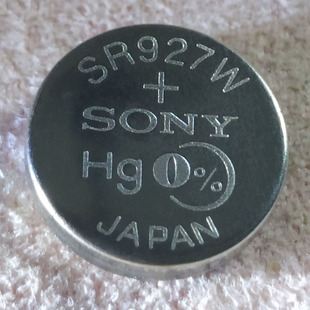 SR927W
+
SONY
Hg 0%
JAPAN